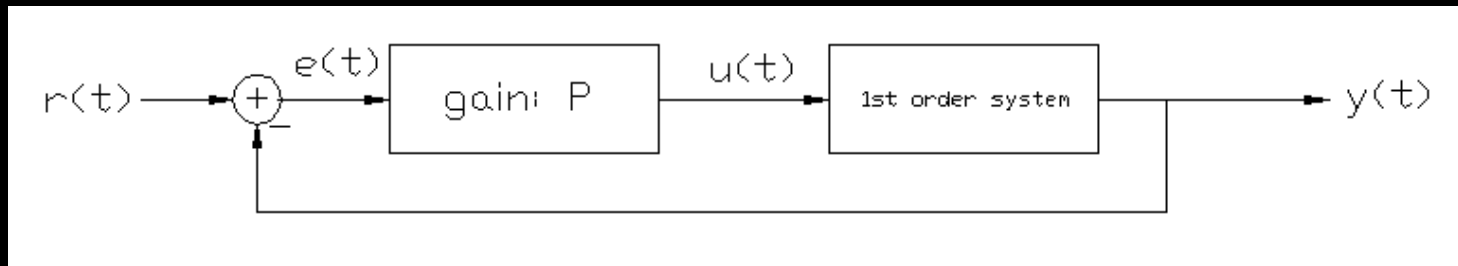 r(t)
+
−
e(t)
gain: P
u(t)
1st order system
y(t)